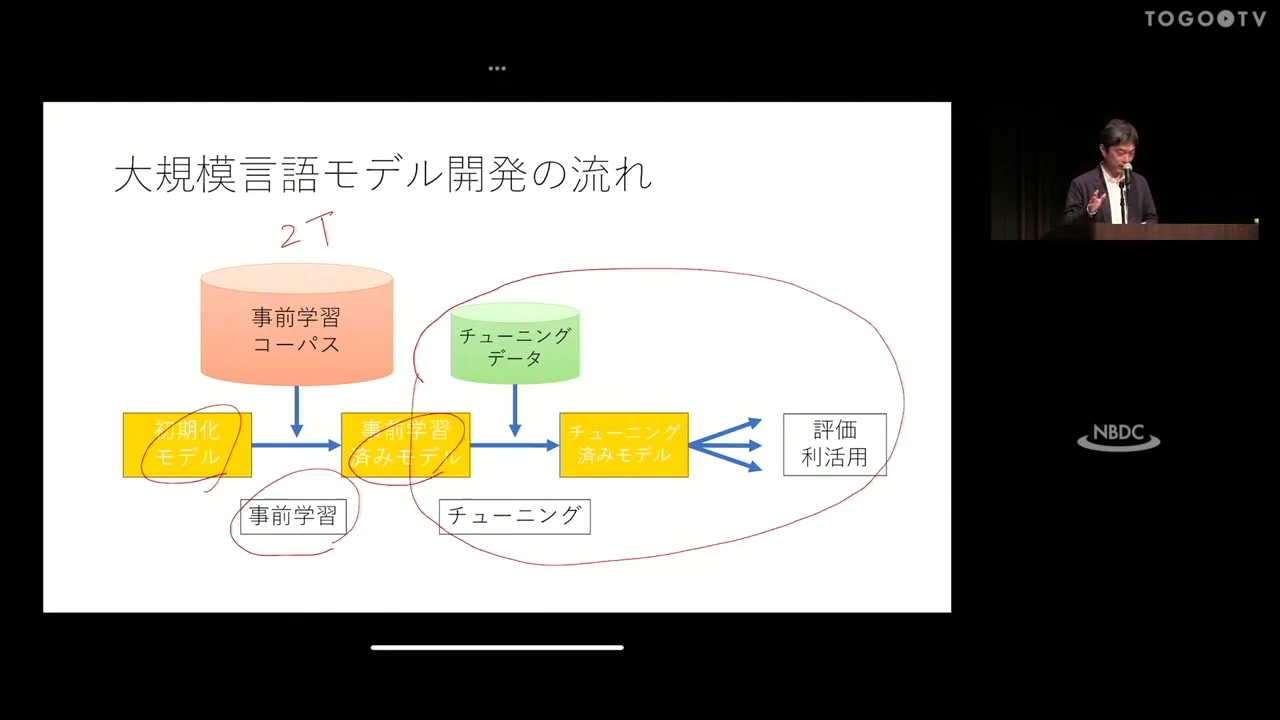 TOGOTV
大規模言語モデル開発の流れ
2T
事前学習
コーパス
チューニング
データ
初期化
モデル
事前学習
済みモデル
チューニング
済みモデル
評価
利活用
事前学習
チューニング
NBDC